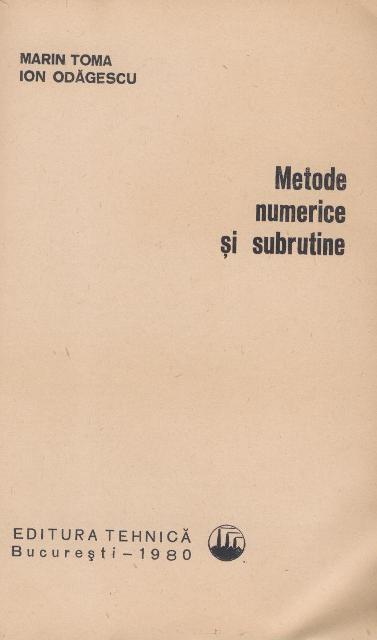 MARIN TOMA
ION ODĂGESCU
Metode
numerice
și subrutine
EDITURA TEHNICĂ
București – 1980